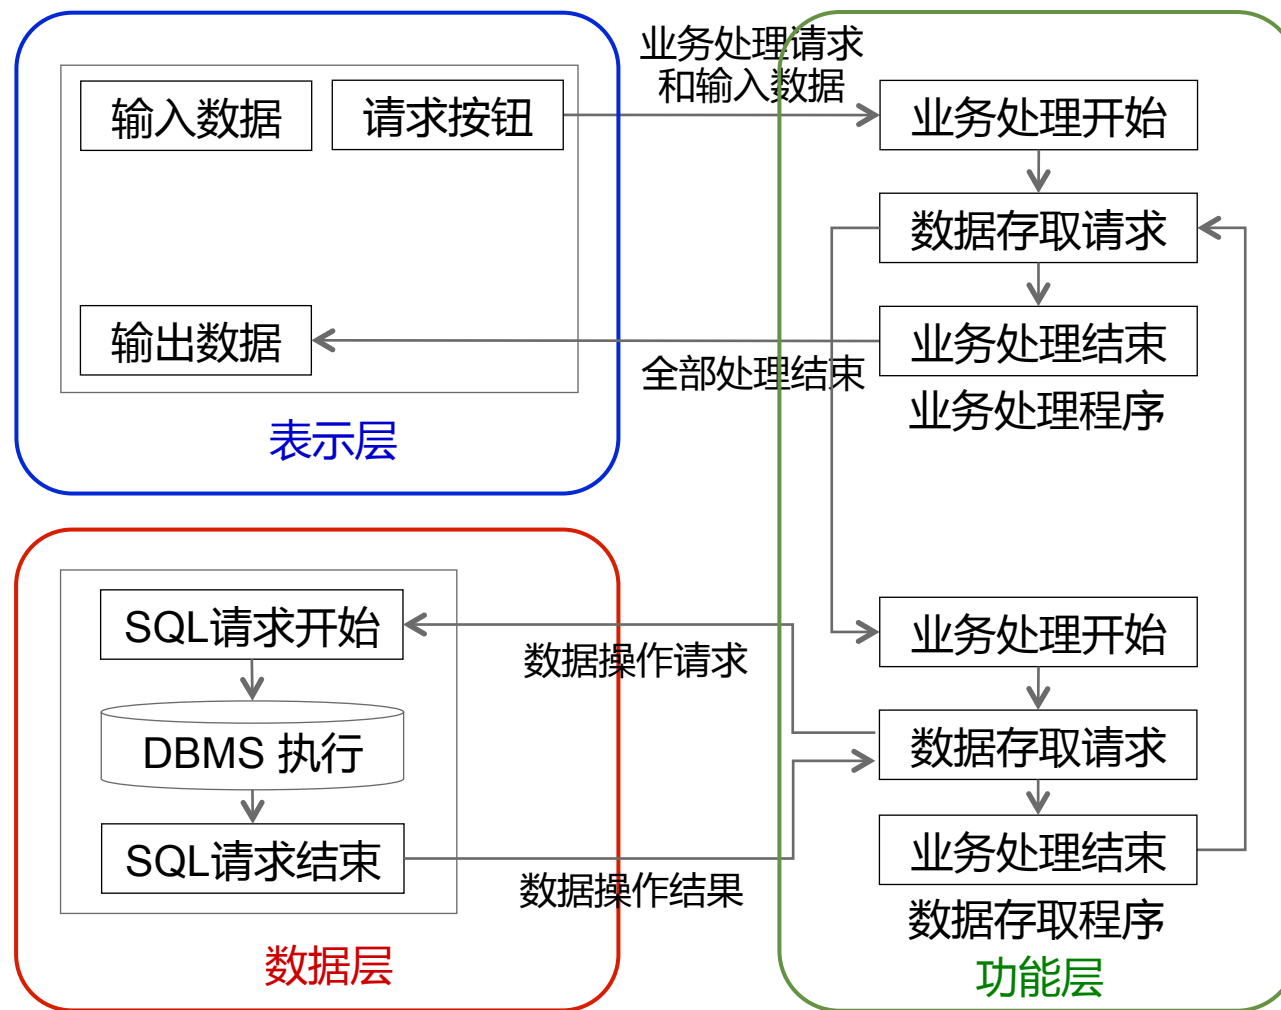 输入数据
请求按钮
输出数据
表示层
业务处理请求
和输入数据
全部处理结束
业务处理开始
数据存取请求
业务处理结束
业务处理程序
SQL请求开始
DBMS 执行
SQL请求结束
数据层
数据操作请求
数据操作结果
业务处理开始
数据存取请求
业务处理结束
数据存取程序
功能层